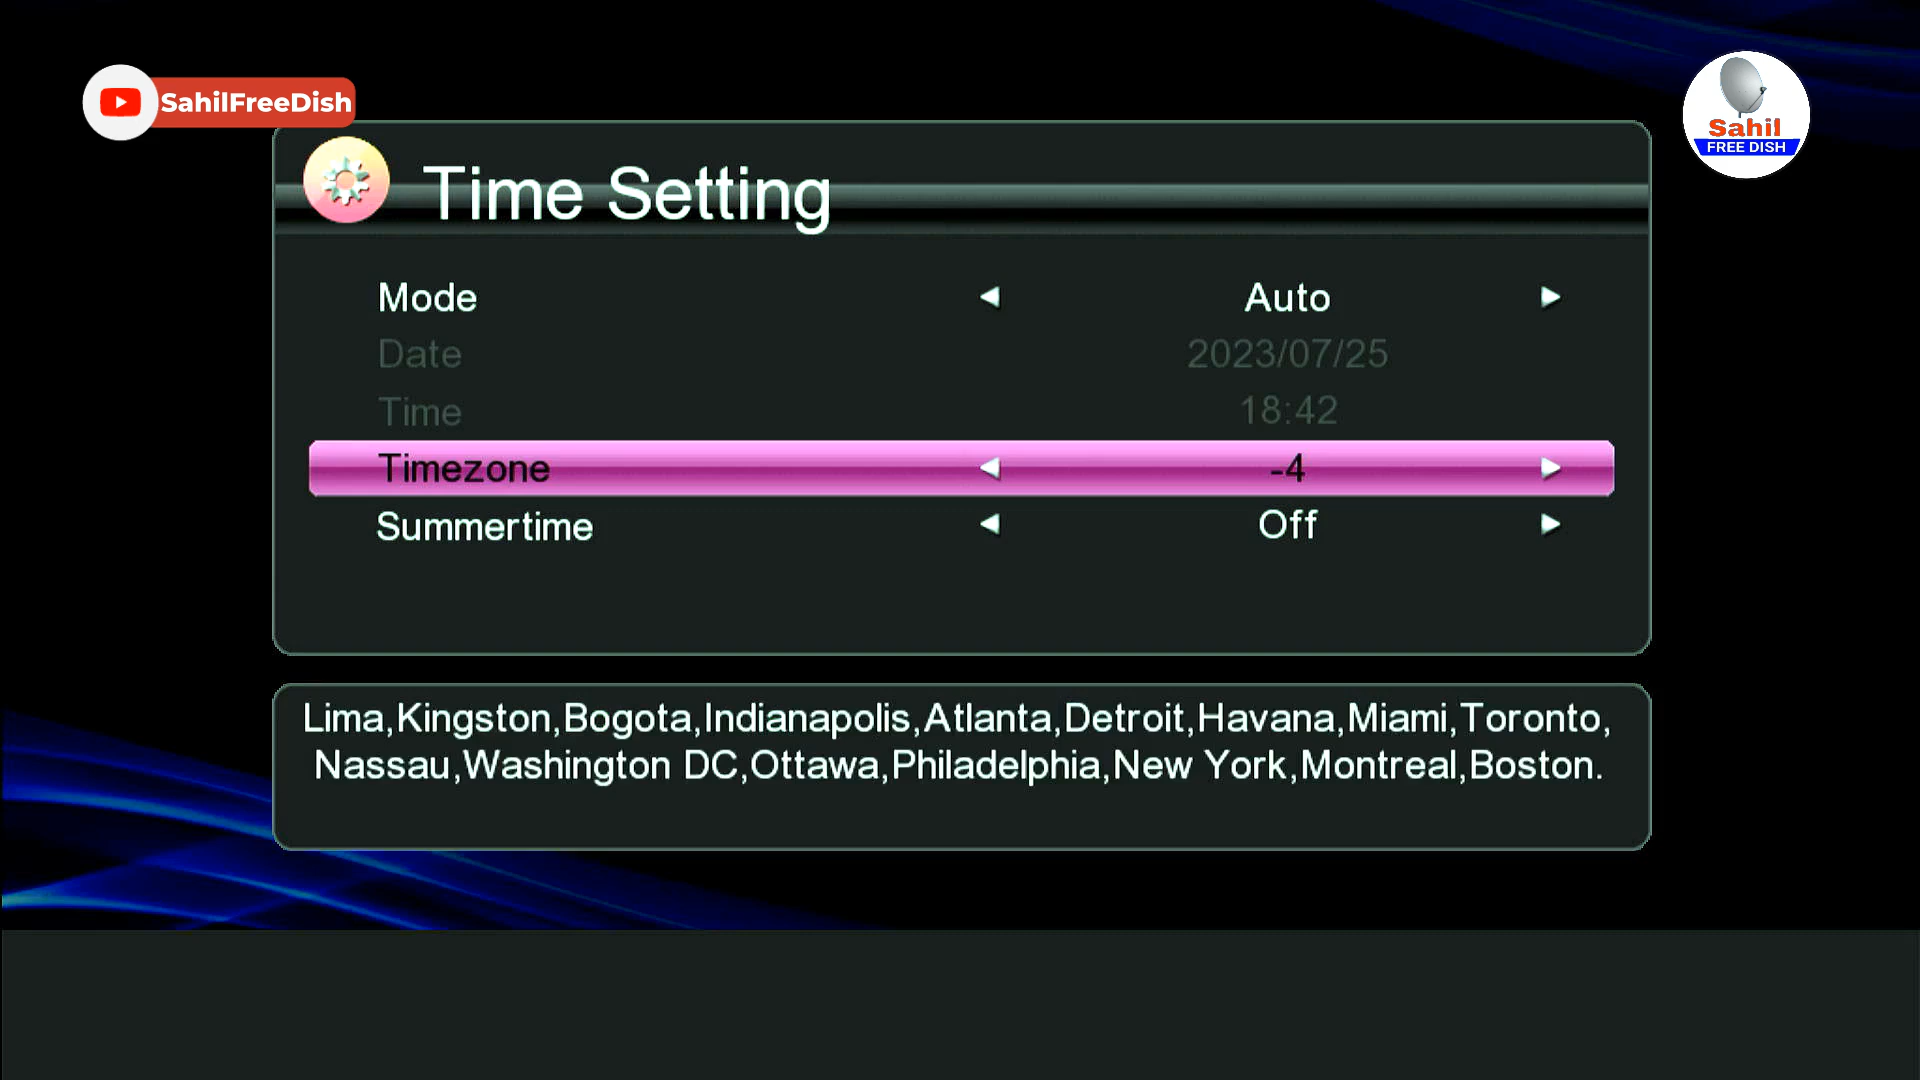 SahilFreeDish
Sahil
FREE DISH
Time Setting
Mode Auto
Date 2023/07/25
Time 18:42
Timezone -4
Summertime Off
Lima,Kingston,Bogota,Indianapolis,Atlanta,Detroit,Havana,Miami,Toronto,
Nassau,Washington DC,Ottawa,Philadelphia,New York,Montreal,Boston.